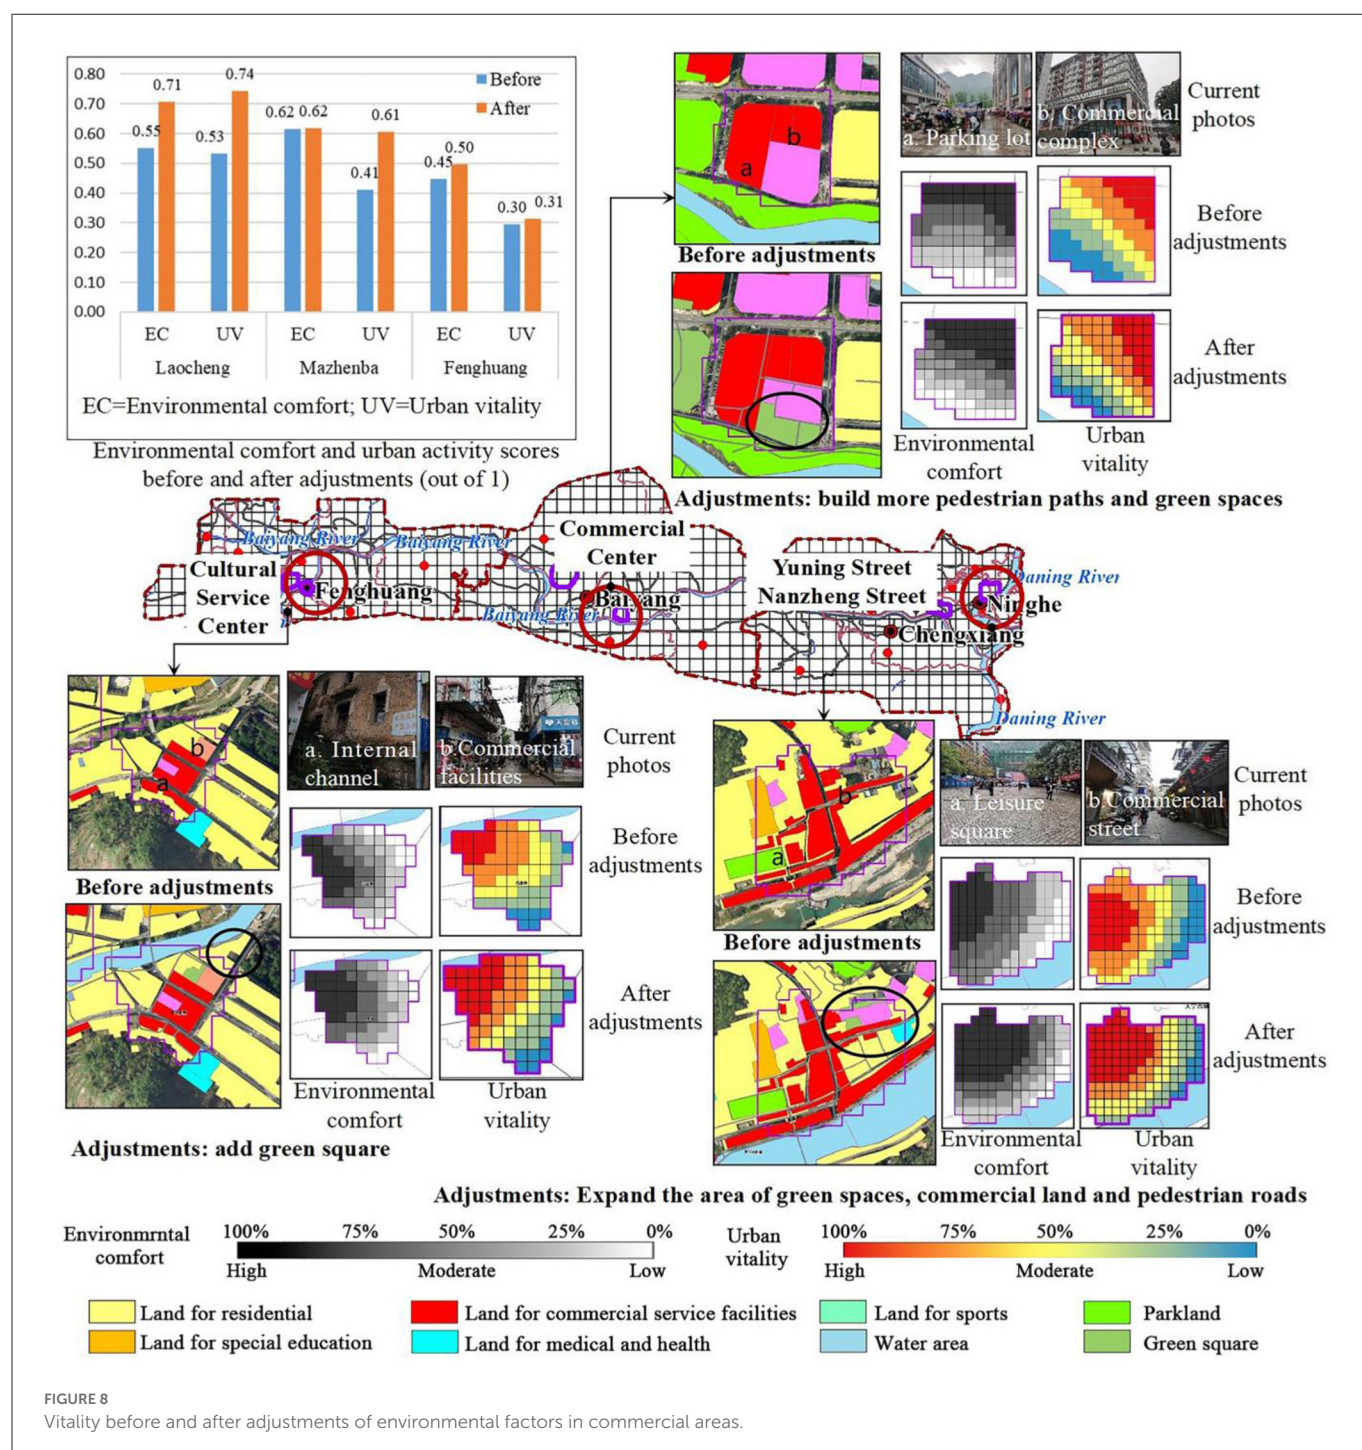 0.80
0.70
0.60
0.50
0.40
0.30
0.20
0.10
0.00
0.55
0.71
0.53
0.74
0.62
0.62
0.41
0.61
0.45
0.50
0.30
0.31
Before
After
EC
UV
EC
UV
EC
UV
Laocheng
Mazhenba
Fenghuang
EC=Environmental comfort; UV=Urban vitality
Environmental comfort and urban activity scores
before and after adjustments (out of 1)
a
b
Before adjustments
a. Parking lot
b. Commercial
complex
Current
photos
Before
adjustments
After
adjustments
Environmental
comfort
Urban
vitality
Adjustments: build more pedestrian paths and green spaces
Baiyang River
Baiyang River
Baiyang River
Cultural
Service
Center
Fenghuang
Commercial
Center
Baiyang
Yuning Street
Nanzheng Street
Daning River
Ninghe
Chengxiang
Daning River
b
a
Before adjustments
a. Internal
channel
b.Commercial
facilities
Current
photos
Before
adjustments
After
adjustments
Environmental
comfort
Urban
vitality
Adjustments: add green square
b
a
Before adjustments
a. Leisure
square
b.Commercial
street
Current
photos
Before
adjustments
After
adjustments
Environmental
comfort
Urban
vitality
Adjustments: Expand the area of green spaces, commercial land and pedestrian roads
Environmrntal
comfort
100% 75% 50% 25% 0%
High Moderate Low
Urban
vitality
100% 75% 50% 25% 0%
High Moderate Low
Land for residential
Land for commercial service facilities
Land for sports
Parkland
Land for special education
Land for medical and health
Water area
Green square
FIGURE 8
Vitality before and after adjustments of environmental factors in commercial areas.